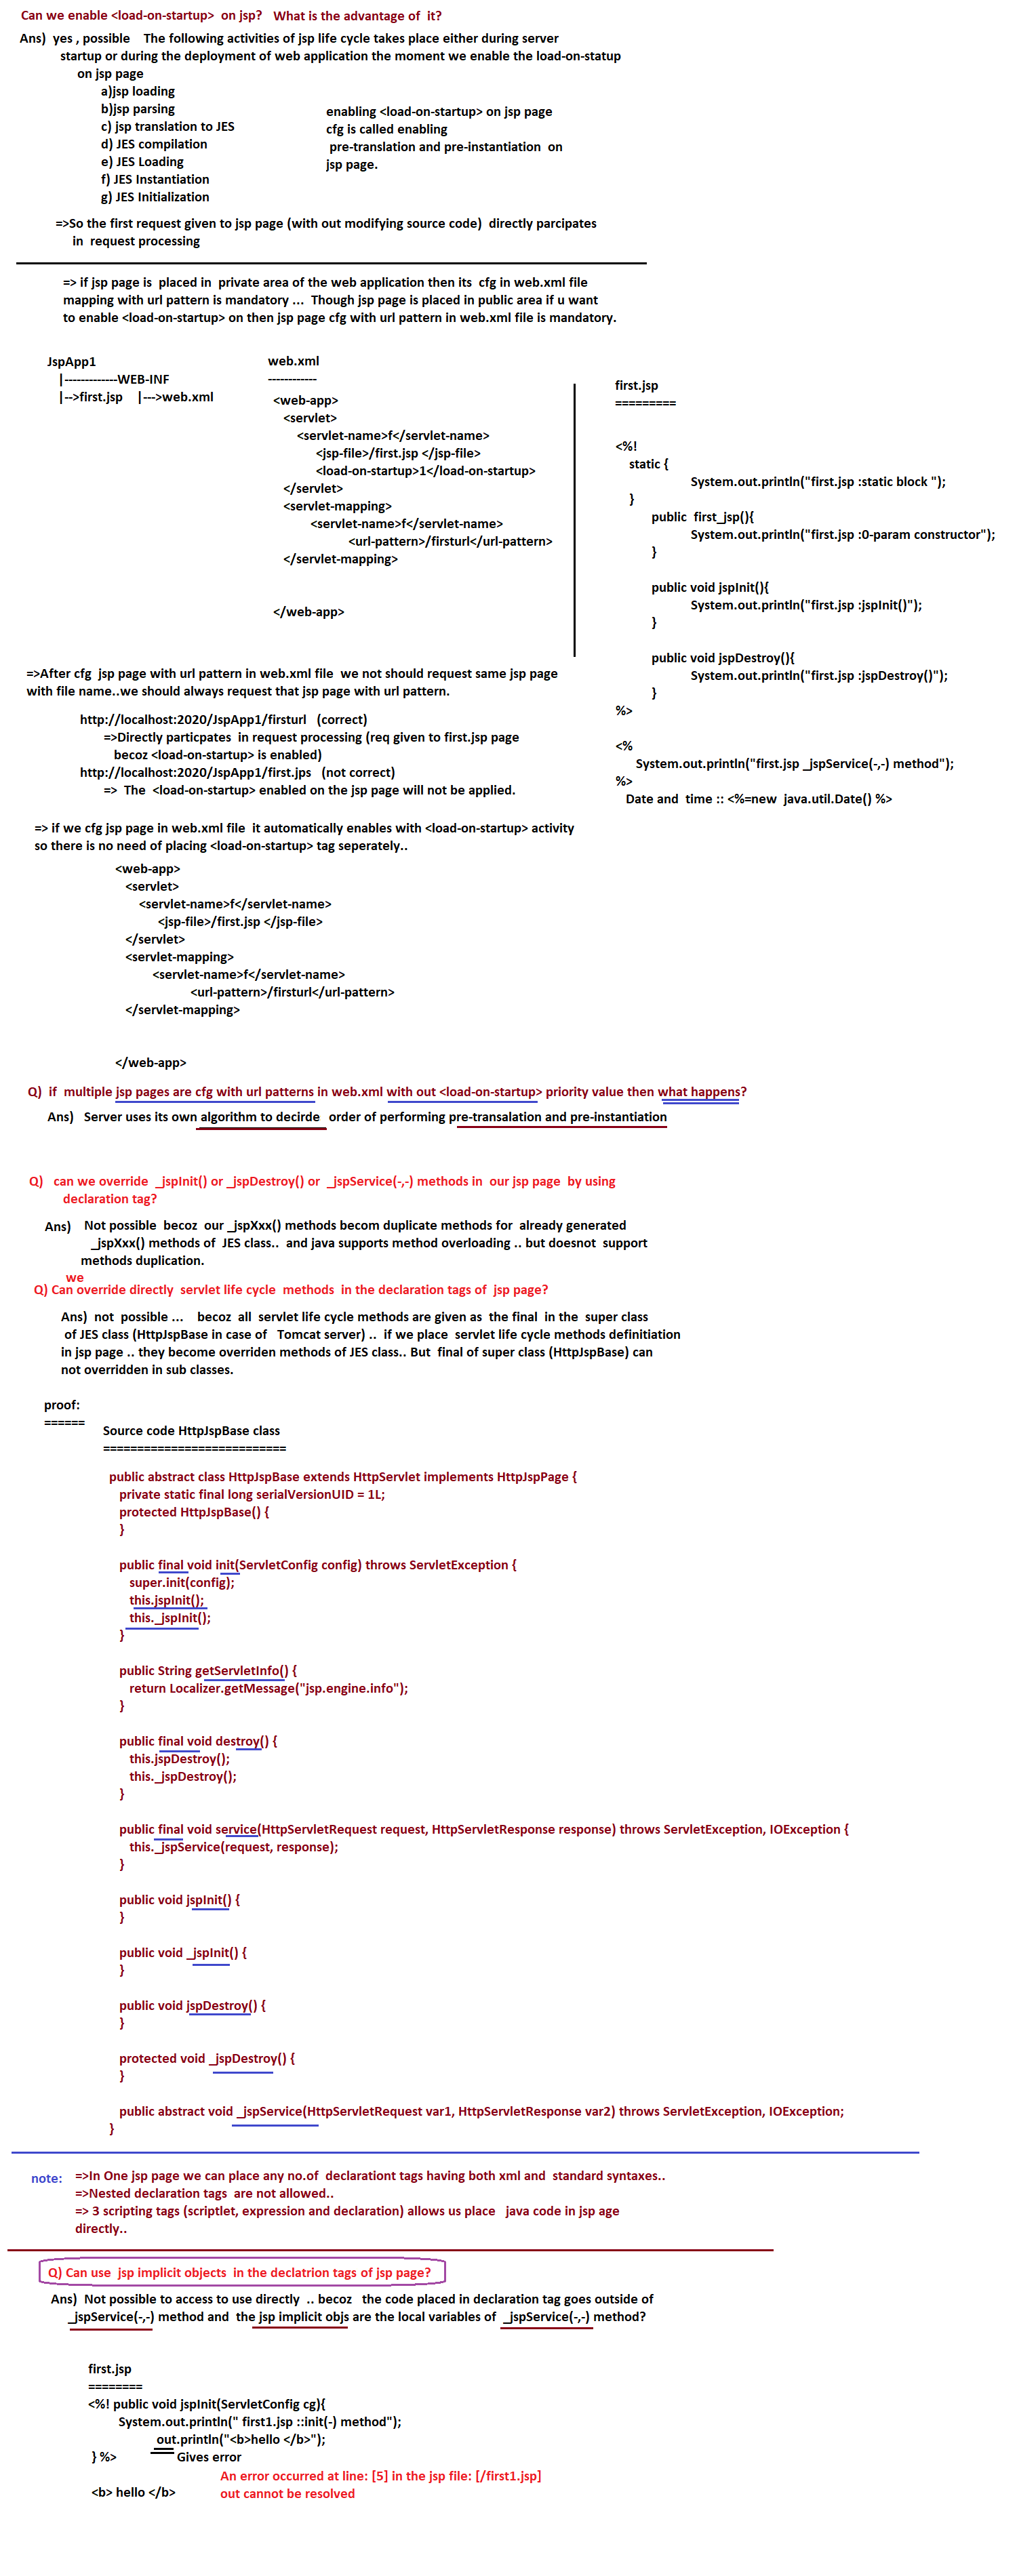 Can we enable <load-on-startup> on jsp? What is the advantage of it?
Ans) yes , possible The following activities of jsp life cycle takes place either during server
startup or during the deployment of web application the moment we enable the load-on-statup
on jsp page
a)jsp loading
b)jsp parsing
c) jsp translation to JES
d) JES compilation
e) JES Loading
f) JES Instantiation
g) JES Initialization
enabling <load-on-startup> on jsp page
cfg is called enabling
pre-translation and pre-instantiation on
jsp page.
=>So the first request given to jsp page (with out modifying source code) directly parcipates
in request processing
=> if jsp page is placed in private area of the web application then its cfg in web.xml file
mapping with url pattern is mandatory ... Though jsp page is placed in public area if u want
to enable <load-on-startup> on then jsp page cfg with url pattern in web.xml file is mandatory.
JspApp1
|-------------WEB-INF
|-->first.jsp |--->web.xml
web.xml
------------
<web-app>
<servlet>
<servlet-name>f</servlet-name>
<jsp-file>/first.jsp </jsp-file>
<load-on-startup>1</load-on-startup>
</servlet>
<servlet-mapping>
<servlet-name>f</servlet-name>
<url-pattern>/firsturl</url-pattern>
</servlet-mapping>
</web-app>
first.jsp
=========
<%!
static {
System.out.println("first.jsp :static block ");
}
public first_jsp(){
System.out.println("first.jsp :0-param constructor");
}
public void jspInit(){
System.out.println("first.jsp :jspInit()");
}
public void jspDestroy(){
System.out.println("first.jsp :jspDestroy()");
}
%>
<%
System.out.println("first.jsp _jspService(-,-) method");
%>
Date and time :: <%=new java.util.Date() %>
=>After cfg jsp page with url pattern in web.xml file we not should request same jsp page
with file name..we should always request that jsp page with url pattern.
http://localhost:2020/JspApp1/firsturl (correct)
=>Directly particpates in request processing (req given to first.jsp page
becoz <load-on-startup> is enabled)
http://localhost:2020/JspApp1/first.jps (not correct)
=> The <load-on-startup> enabled on the jsp page will not be applied.
=> if we cfg jsp page in web.xml file it automatically enables with <load-on-startup> activity
so there is no need of placing <load-on-startup> tag seperately..
<web-app>
<servlet>
<servlet-name>f</servlet-name>
<jsp-file>/first.jsp </jsp-file>
</servlet>
<servlet-mapping>
<servlet-name>f</servlet-name>
<url-pattern>/firsturl</url-pattern>
</servlet-mapping>
</web-app>
Q) if multiple jsp pages are cfg with url patterns in web.xml with out <load-on-startup> priority value then what happens?
Ans) Server uses its own algorithm to decirde order of performing pre-transalation and pre-instantiation
Q) can we override _jspInit() or _jspDestroy() or _jspService(-,-) methods in our jsp page by using
declaration tag?
Ans) Not possible becoz our _jspXxx() methods becom duplicate methods for already generated
_jspXxx() methods of JES class.. and java supports method overloading .. but doesnot support
methods duplication.
we
Q) Can override directly servlet life cycle methods in the declaration tags of jsp page?
Ans) not possible ... becoz all servlet life cycle methods are given as the final in the super class
of JES class (HttpJspBase in case of Tomcat server) .. if we place servlet life cycle methods definitiation
in jsp page .. they become overriden methods of JES class.. But final of super class (HttpJspBase) can
not overridden in sub classes.
proof:
======
Source code HttpJspBase class
===========================
public abstract class HttpJspBase extends HttpServlet implements HttpJspPage {
private static final long serialVersionUID = 1L;
protected HttpJspBase() {
}
public final void init(ServletConfig config) throws ServletException {
super.init(config);
this.jspInit();
this._jspInit();
}
public String getServletInfo() {
return Localizer.getMessage("jsp.engine.info");
}
public final void destroy() {
this.jspDestroy();
this._jspDestroy();
}
public final void service(HttpServletRequest request, HttpServletResponse response) throws ServletException, IOException {
this._jspService(request, response);
}
public void jspInit() {
}
public void _jspInit() {
}
public void jspDestroy() {
}
protected void _jspDestroy() {
}
public abstract void _jspService(HttpServletRequest var1, HttpServletResponse var2) throws ServletException, IOException;
}
note: =>In One jsp page we can place any no.of declarationt tags having both xml and standard syntaxes..
=>Nested declaration tags are not allowed..
=> 3 scripting tags (scriptlet, expression and declaration) allows us place java code in jsp age
directly..
Q) Can use jsp implicit objects in the declatrion tags of jsp page?
Ans) Not possible to access to use directly .. becoz the code placed in declaration tag goes outside of
_jspService(-,-) method and the jsp implicit objs are the local variables of _jspService(-,-) method?
first.jsp
========
<%! public void jspInit(ServletConfig cg){
System.out.println(" first1.jsp ::init(-) method");
out.println("<b>hello </b>");
} %> Gives error
An error occurred at line: [5] in the jsp file: [/first1.jsp]
<b> hello </b> out cannot be resolved